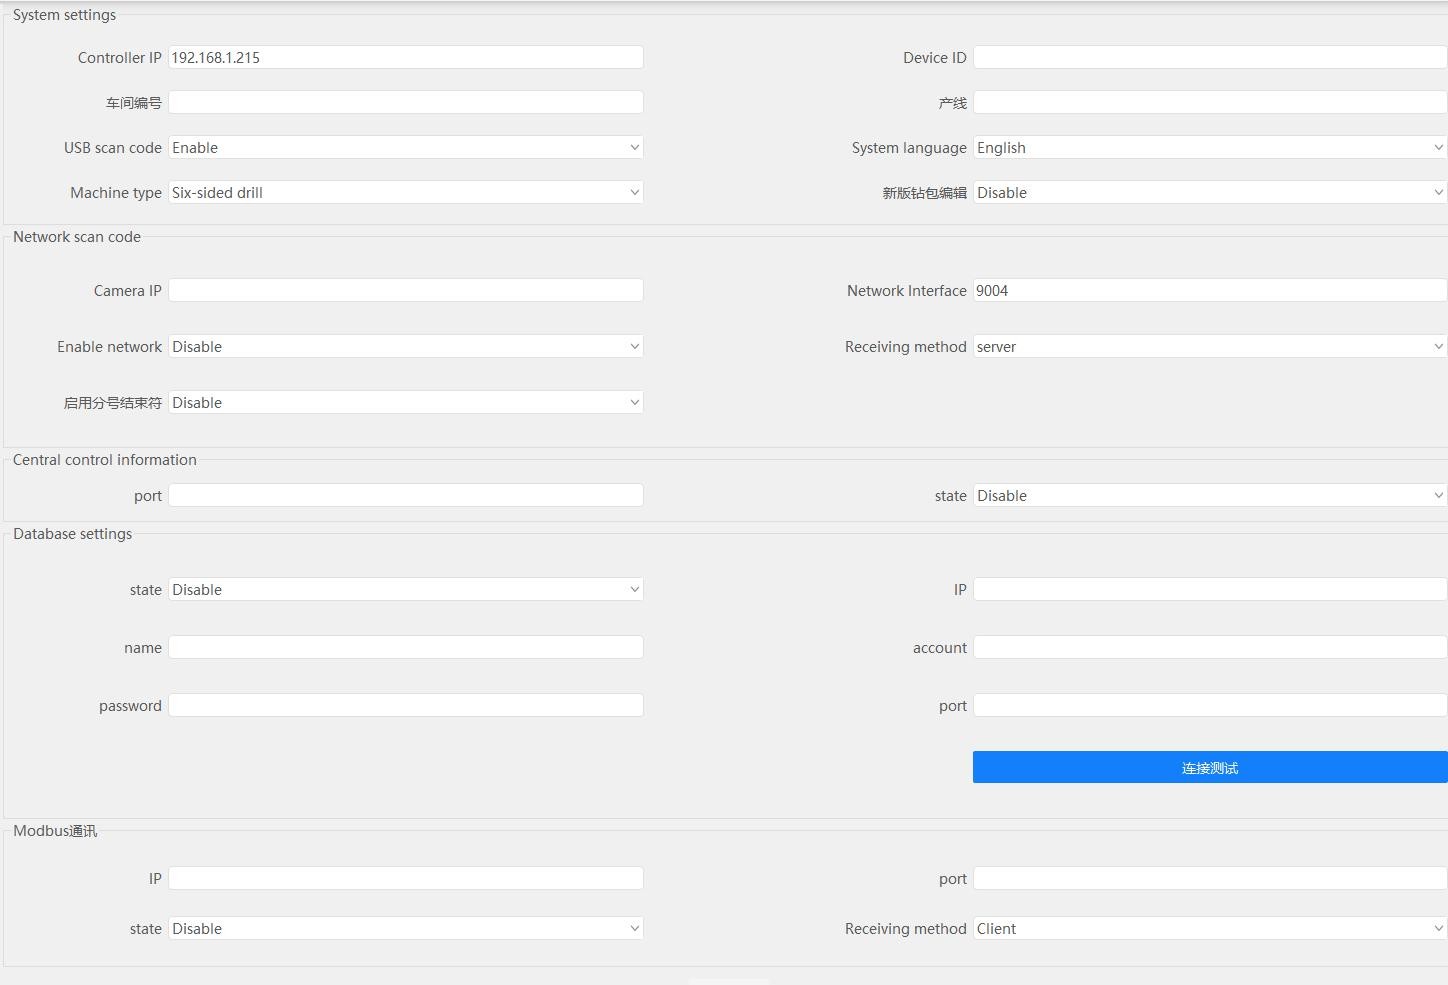 System settings
Controller IP 192.168.1.215 Device ID
车间编号 产线
USB scan code Enable System language English
Machine type Six-sided drill 新版钻包编辑 Disable
Network scan code
Camera IP Network Interface 9004
Enable network Disable Receiving method server
启用分号结束符 Disable
Central control information
port state Disable
Database settings
state Disable IP
name account
password port
连接测试
Modbus通讯
IP port
state Disable Receiving method Client